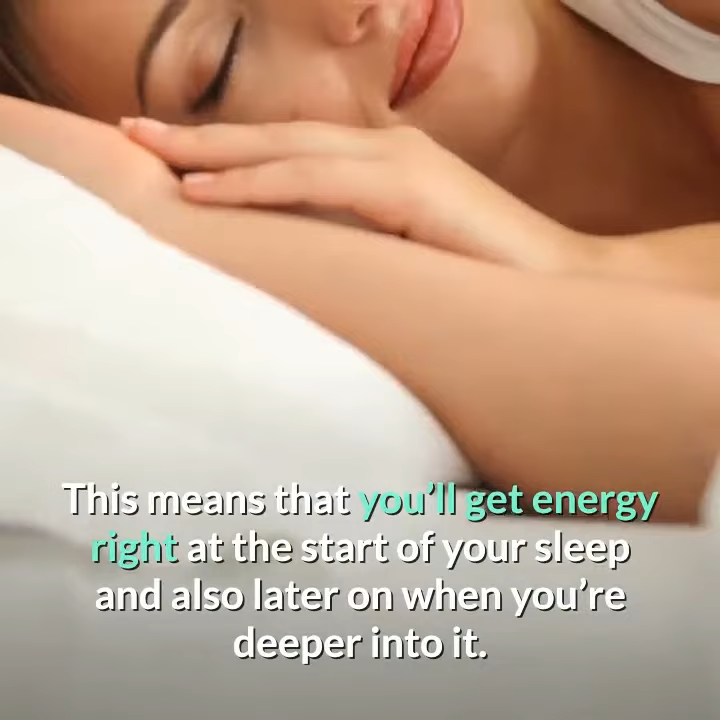 This means that you’ll get energy
right at the start of your sleep
and also later on when you’re
deeper into it.